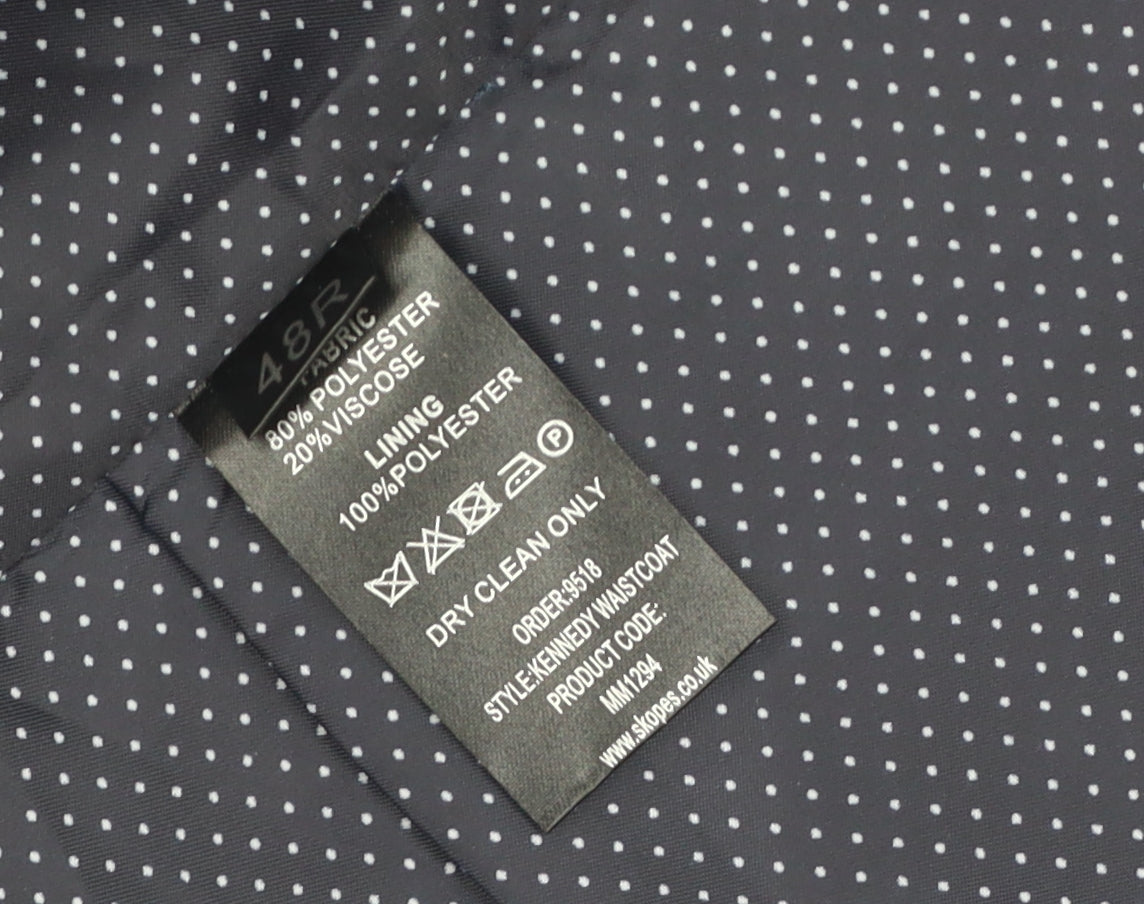 48R
FABRIC
80% POLYESTER
20%VISCOSE
LINING
100%POLYESTER
P
DRY CLEAN ONLY
ORDER:9518
STYLE:KENNEDY WAISTCOAT
PRODUCT CODE:
MM1294
www.skopes.co.uk